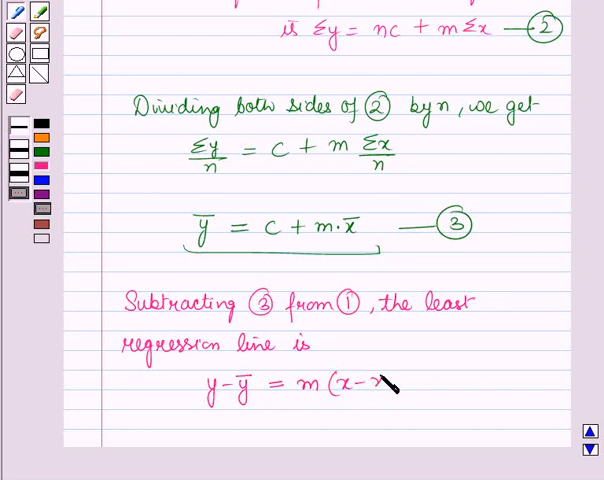 is Σy = nc + m Σx — ②
Dividing both sides of ② by n, we get
Σy/n = c + m Σx/n
y̅ = c + m·x̅ — ③
Subtracting ③ from ①, the least
regression line is
y - y̅ = m (x - x